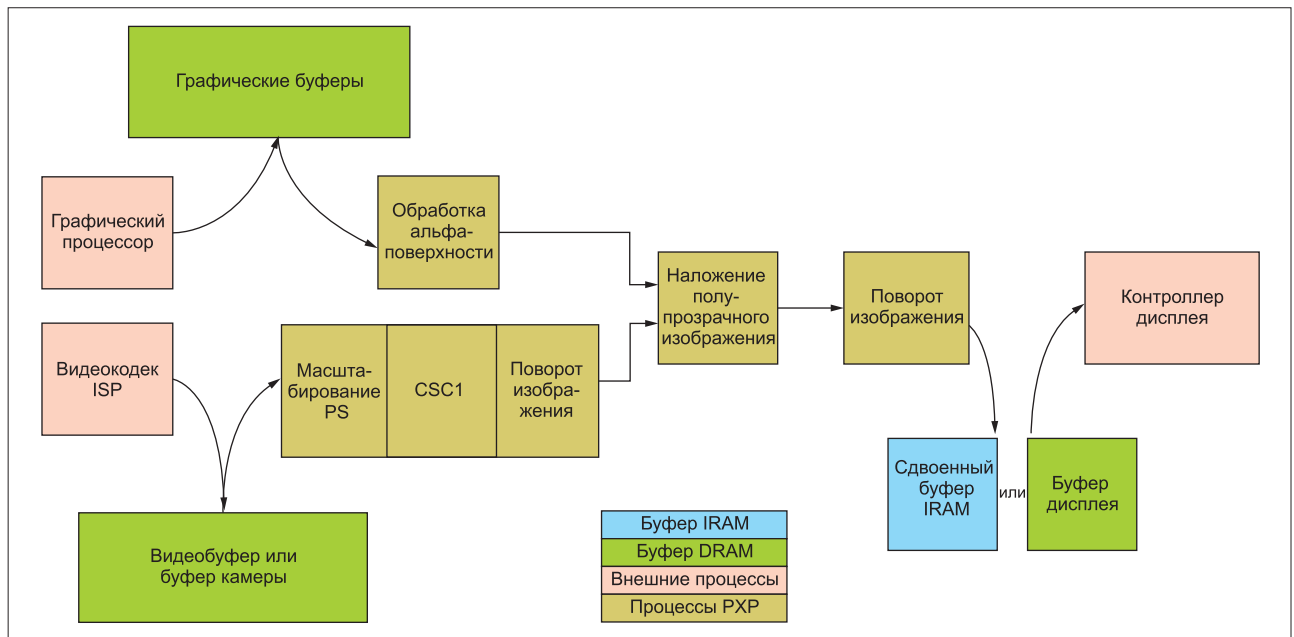 Графические буферы
Графический
процессор
Обработка
альфа-
поверхности
Наложение
полу-
прозрачного
изображения
Поворот
изображения
Контроллер
дисплея
Видеокодек
ISP
Масшта-
бирование
PS
CSC1
Поворот
изобра-
жения
Сдвоенный
буфер
IRAM
или
Буфер
дисплея
Видеобуфер или
буфер камеры
Буфер IRAM
Буфер DRAM
Внешние процессы
Процессы PXP